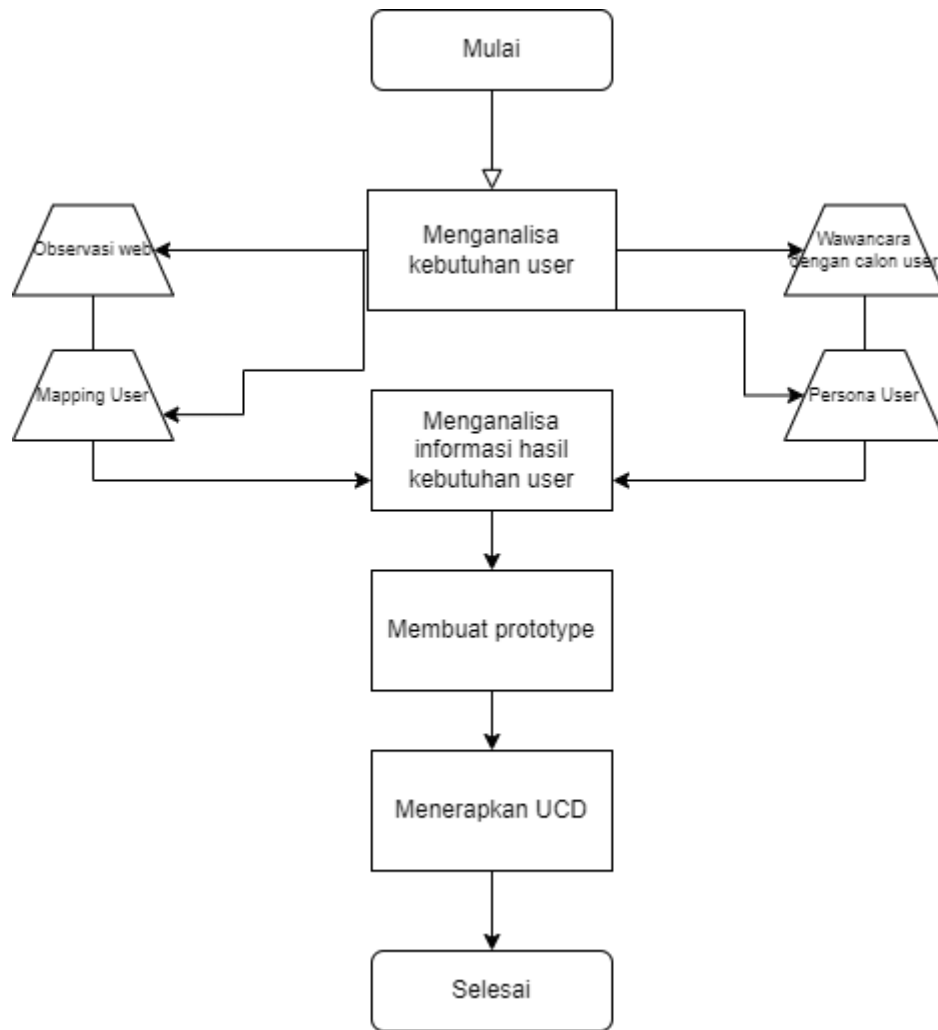 Mulai
Menganalisa
kebutuhan user
Observasi web
Wawancara
dengan calon user
Mapping User
Persona User
Menganalisa
informasi hasil
kebutuhan user
Membuat prototype
Menerapkan UCD
Selesai